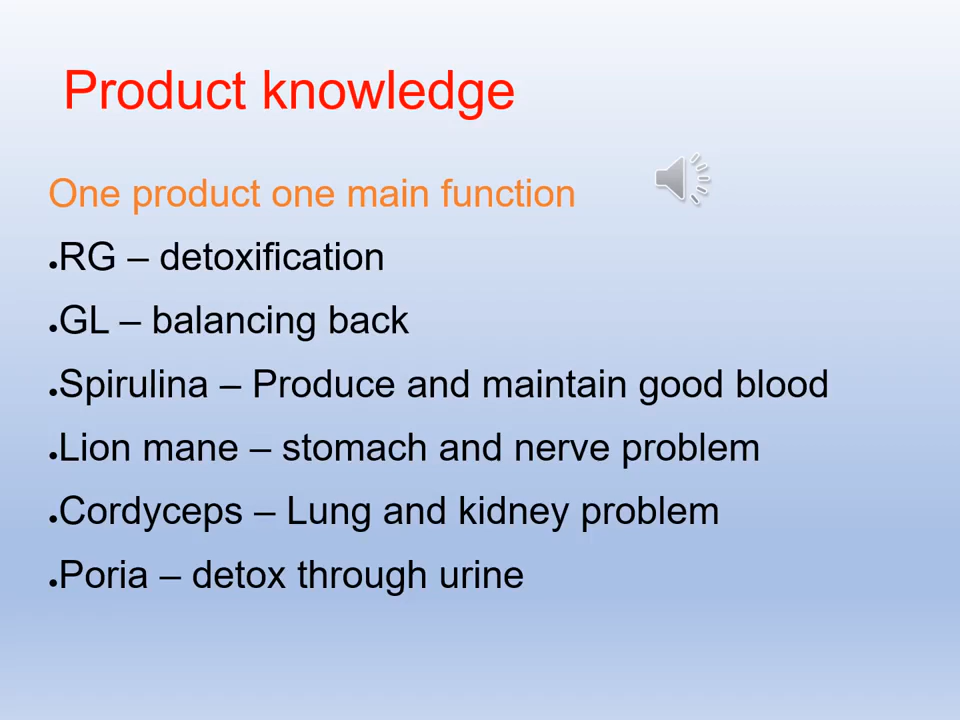 Product knowledge
One product one main function
●RG – detoxification
●GL – balancing back
●Spirulina – Produce and maintain good blood
●Lion mane – stomach and nerve problem
●Cordyceps – Lung and kidney problem
●Poria – detox through urine